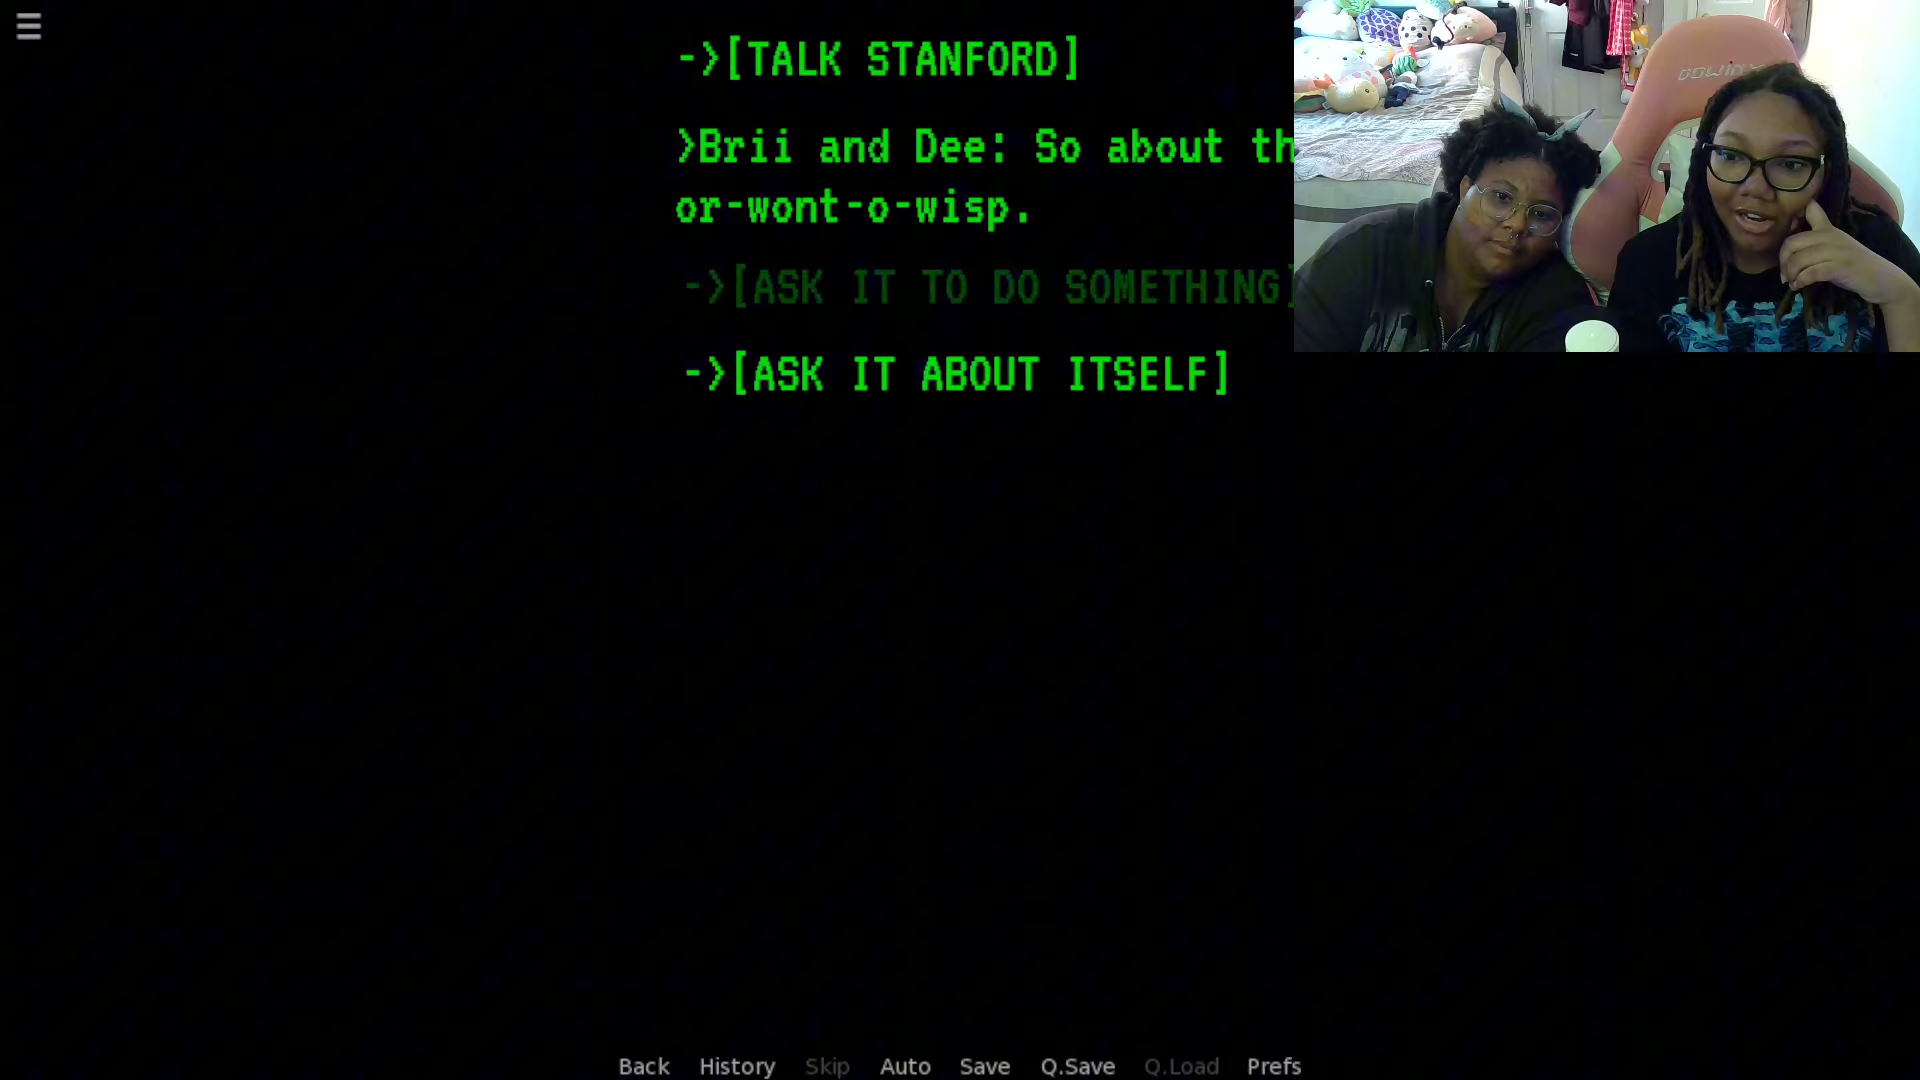 ->[TALK STANFORD]
>Brii and Dee: So about th
or-wont-o-wisp.
->[ASK IT TO DO SOMETHING]
->[ASK IT ABOUT ITSELF]
Back History Skip Auto Save Q.Save Q.Load Prefs